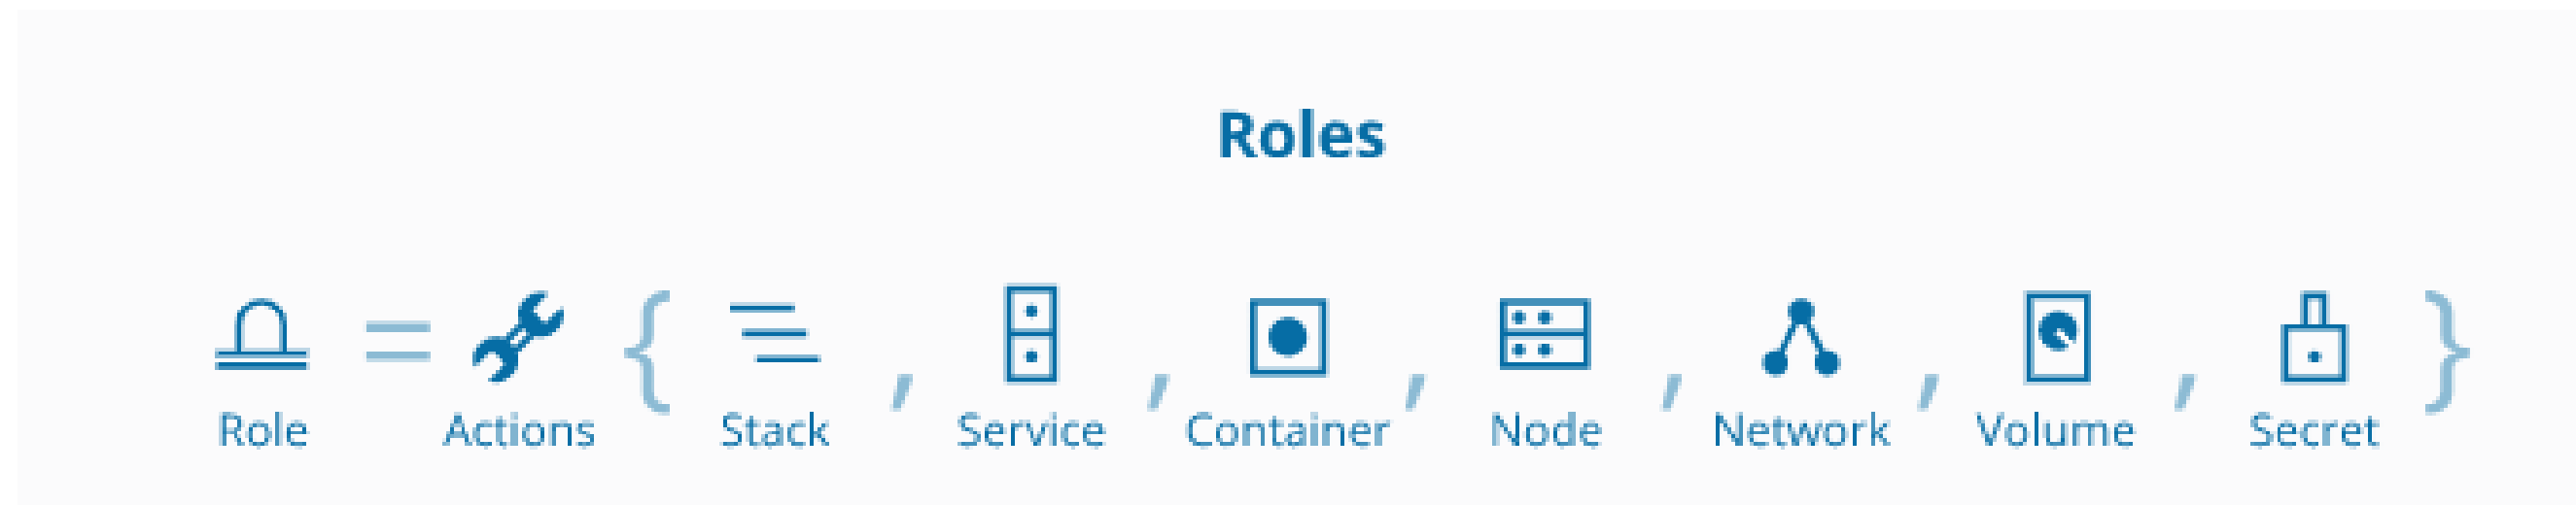 Roles
= { , , , , , , }
Role Actions Stack Service Container Node Network Volume Secret